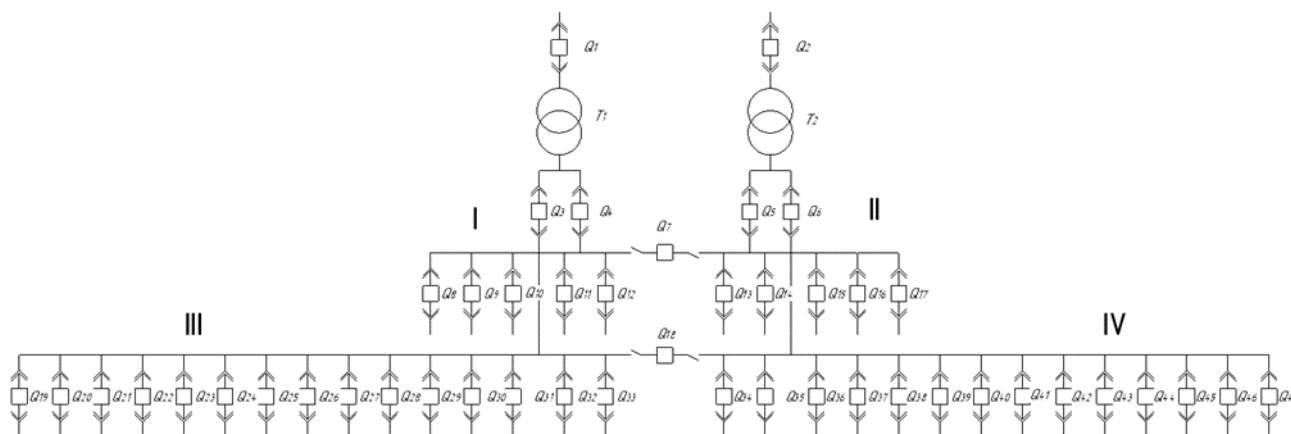 Q1 Q2
T1 T2
I Q3 Q4 Q5 Q6 II
Q7
Q8 Q9 Q10 Q11 Q12 Q13 Q14 Q15 Q16 Q17
III Q18 IV
Q19 Q20 Q21 Q22 Q23 Q24 Q25 Q26 Q27 Q28 Q29 Q30 Q31 Q32 Q33 Q34 Q35 Q36 Q37 Q38 Q39 Q40 Q41 Q42 Q43 Q44 Q45 Q46